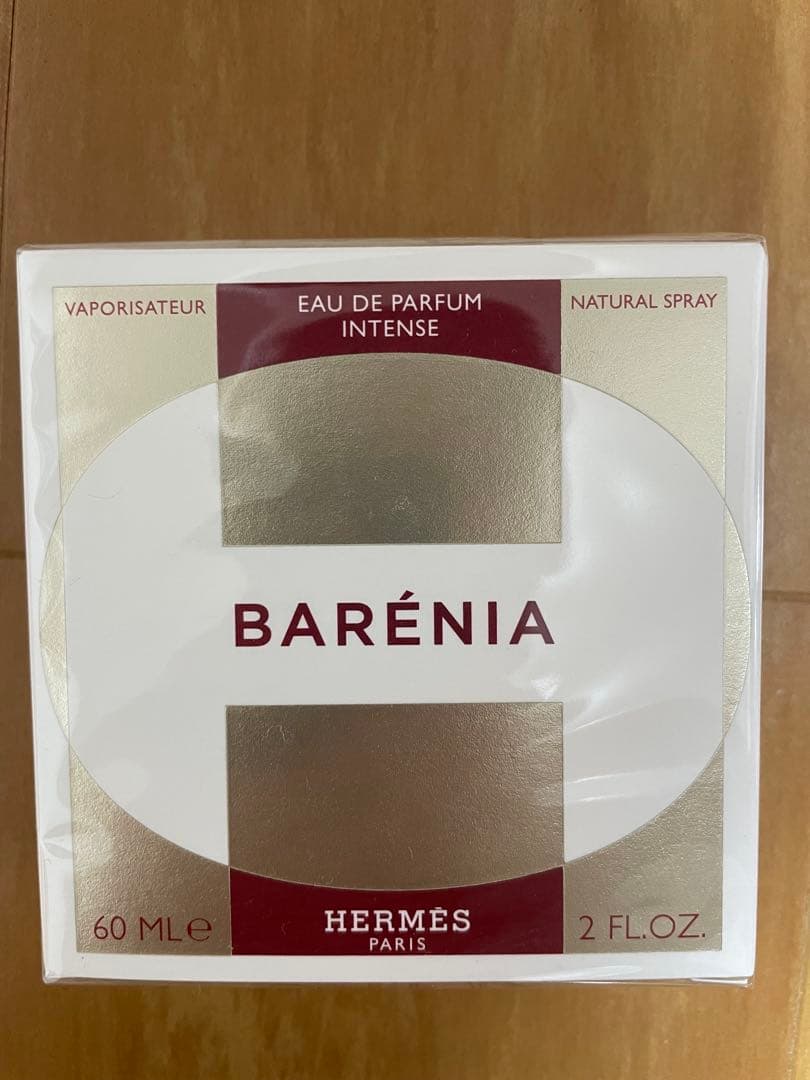 VAPORISATEUR
EAU DE PARFUM
INTENSE
NATURAL SPRAY
BARÉNIA
60 ML℮
HERMÈS
PARIS
2 FL.OZ.